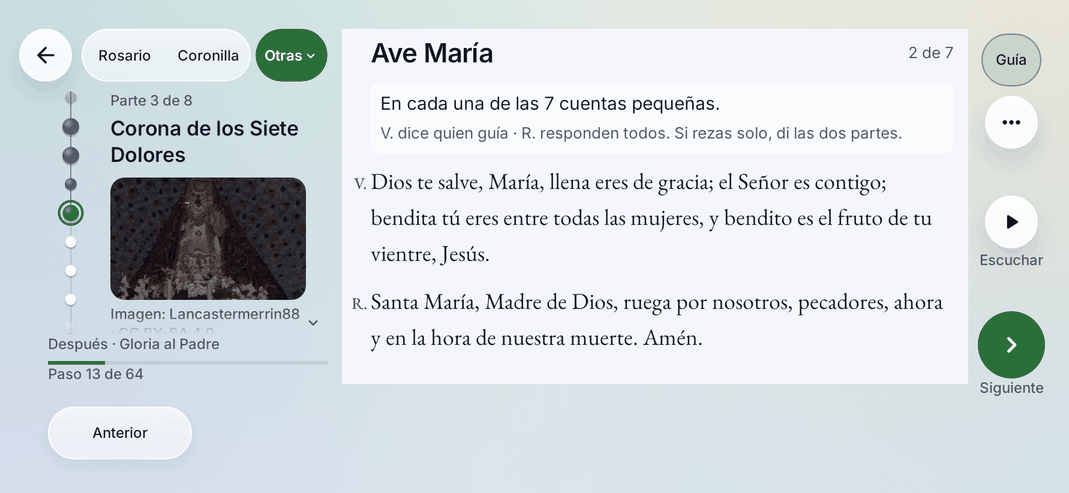 Rosario
Coronilla
Otras
Parte 3 de 8
Corona de los Siete
Dolores
Imagen: Lancastermerrin88
· CC BY-SA 4.0
Después · Gloria al Padre
Paso 13 de 64
Anterior
Ave María
2 de 7
En cada una de las 7 cuentas pequeñas.
V. dice quien guía · R. responden todos. Si rezas solo, di las dos partes.
V. Dios te salve, María, llena eres de gracia; el Señor es contigo;
bendita tú eres entre todas las mujeres, y bendito es el fruto de tu
vientre, Jesús.
R. Santa María, Madre de Dios, ruega por nosotros, pecadores, ahora
y en la hora de nuestra muerte. Amén.
Guía
Escuchar
Siguiente